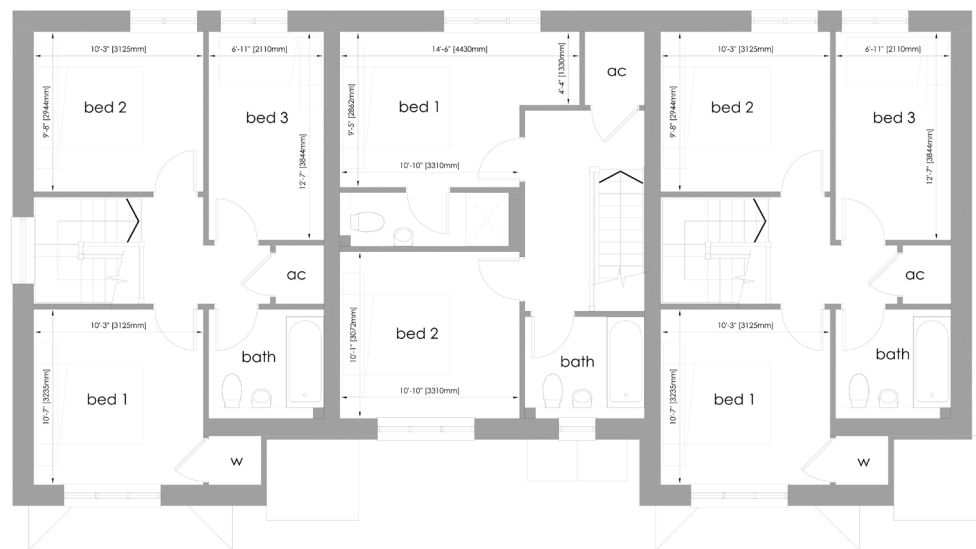 10'-3" [3125mm]
9'-8" [2944mm]
bed 2
6'-11" [2110mm]
bed 3
12'-7" [3844mm]
ac
10'-3" [3125mm]
10'-7" [3235mm]
bed 1
bath
w
14'-6" [4430mm]
4'-4" [1330mm]
9'-5" [2862mm]
bed 1
10'-10" [3310mm]
ac
10'-1" [3072mm]
bed 2
10'-10" [3310mm]
bath
10'-3" [3125mm]
9'-8" [2944mm]
bed 2
6'-11" [2110mm]
bed 3
12'-7" [3844mm]
ac
10'-3" [3125mm]
10'-7" [3235mm]
bed 1
bath
w